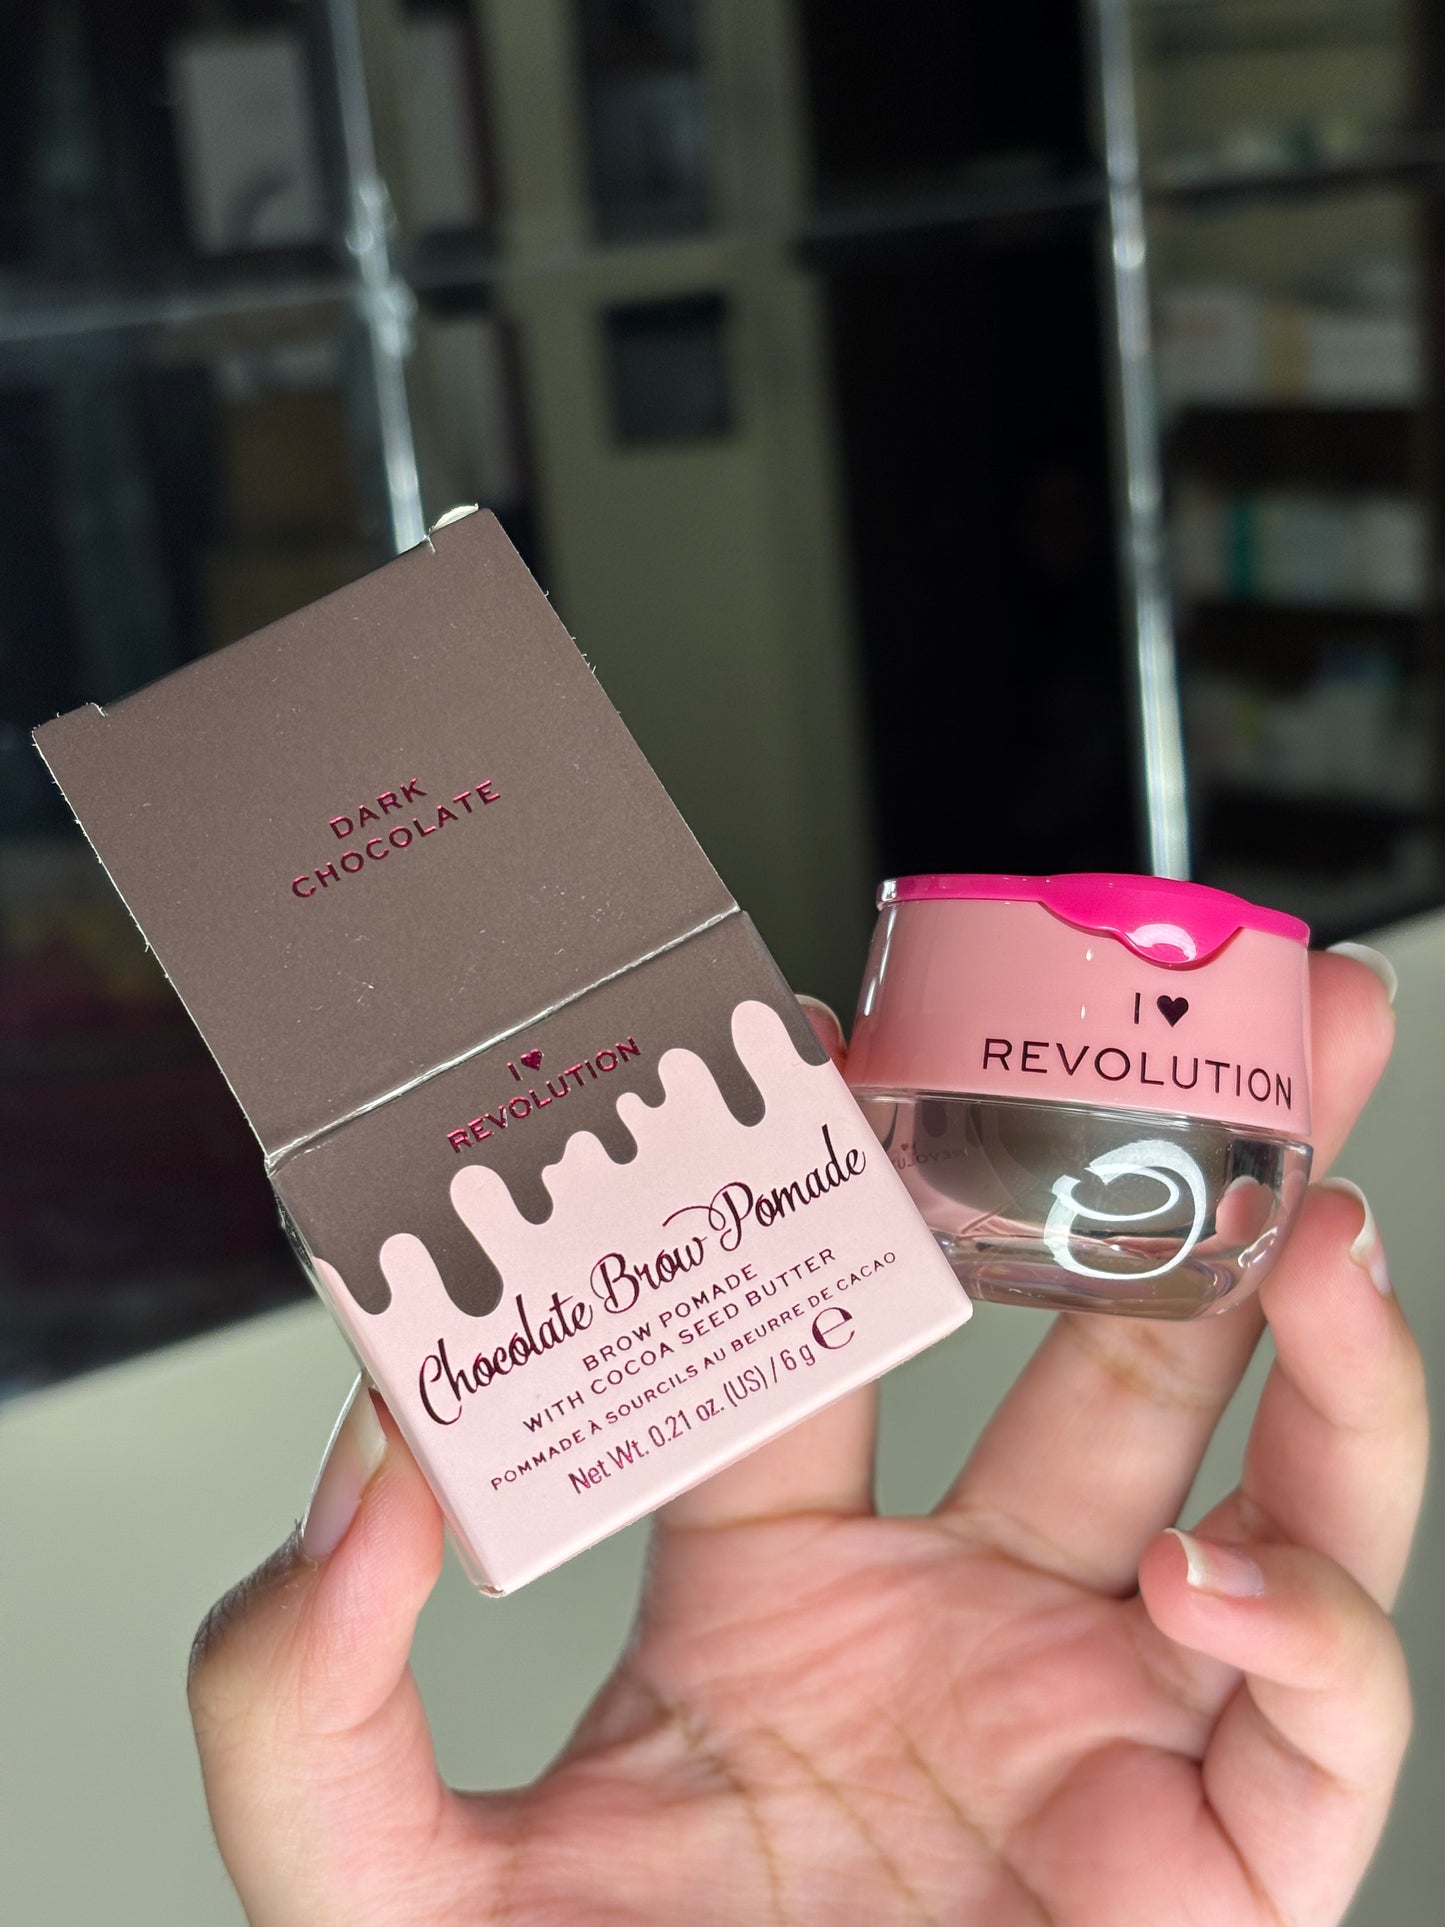 DARK
CHOCOLATE
I ♥
REVOLUTION
Chocolate Brow Pomade
BROW POMADE
WITH COCOA SEED BUTTER
POMMADE À SOURCILS AU BEURRE DE CACAO
Net Wt. 0.21 oz. (US) / 6 g ℮
I ♥
REVOLUTION